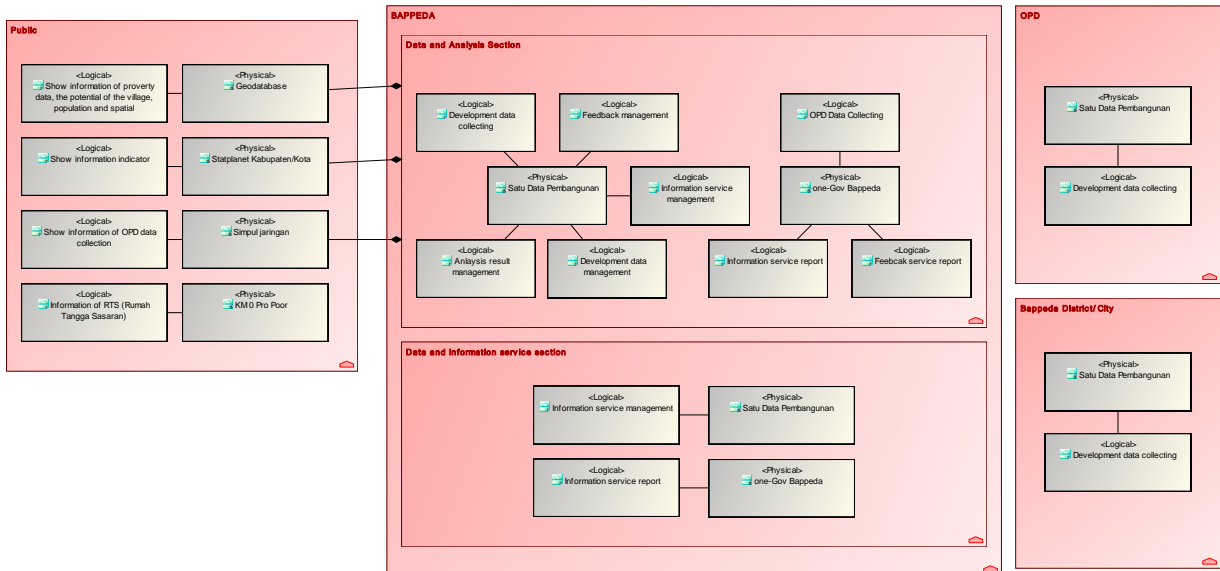 Public
<Logical>
Show information of proverty
data, the potential of the village,
population and spatial
<Physical>
Geodatabase
<Logical>
Show information indicator
<Physical>
Statplanet Kabupaten/Kota
<Logical>
Show information of OPD data
collection
<Physical>
Simpul jaringan
<Logical>
Information of RTS (Rumah
Tangga Sasaran)
<Physical>
KM 0 Pro Poor
BAPPEDA
Data and Analysis Section
<Logical>
Development data
collecting
<Logical>
Feedback management
<Logical>
OPD Data Collecting
<Physical>
Satu Data Pembangunan
<Logical>
Information service
management
<Physical>
one-Gov Bappeda
<Logical>
Anlaysis result
management
<Logical>
Development data
management
<Logical>
Information service report
<Logical>
Feebcak service report
Data and Information service section
<Logical>
Information service management
<Physical>
Satu Data Pembangunan
<Logical>
Information service report
<Physical>
one-Gov Bappeda
OPD
<Physical>
Satu Data Pembangunan
<Logical>
Development data collecting
Bappeda District/City
<Physical>
Satu Data Pembangunan
<Logical>
Development data collecting